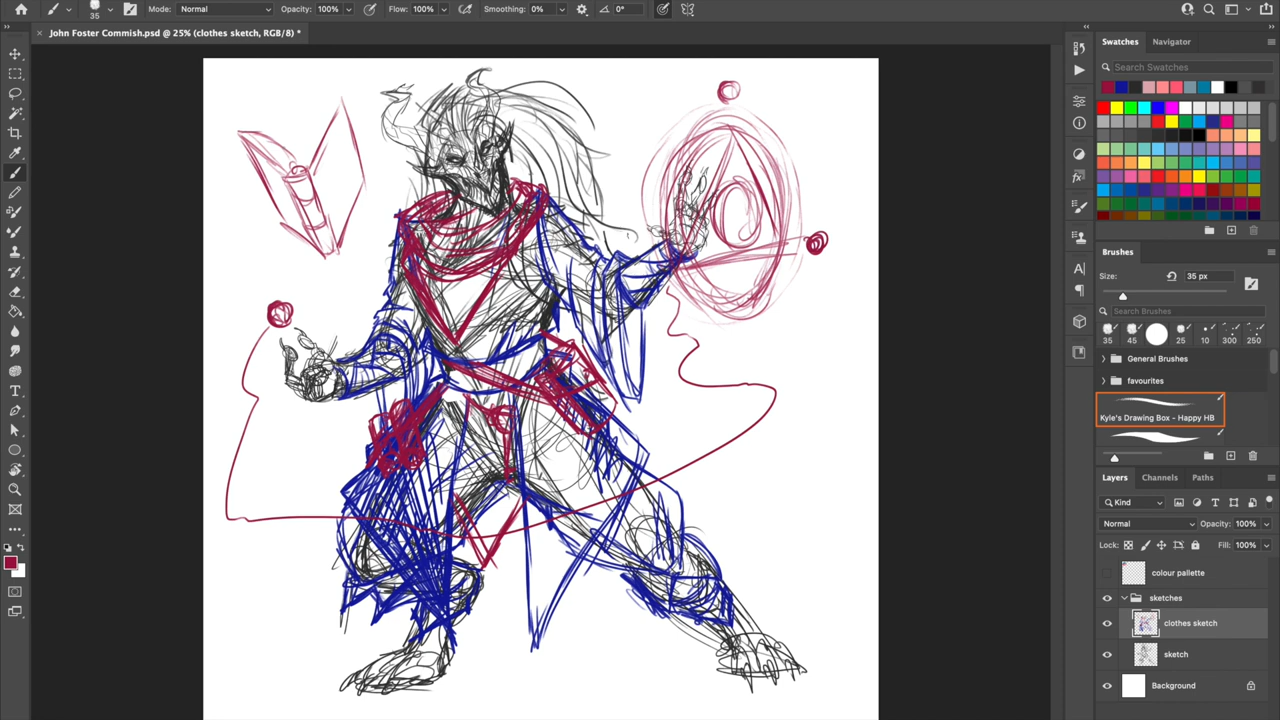 35 Mode: Normal Opacity: 100% Flow: 100% Smoothing: 0% 0°
John Foster Commish.psd @ 25% (clothes sketch, RGB/8) *
Swatches Navigator
Search Swatches
Brushes
Size: 35 px
Search Brushes
35 45 25 10 300 250
General Brushes
favourites
Kyle's Drawing Box - Happy HB
Layers Channels Paths
Kind
Normal Opacity: 100%
Lock: Fill: 100%
colour pallette
sketches
clothes sketch
sketch
Background